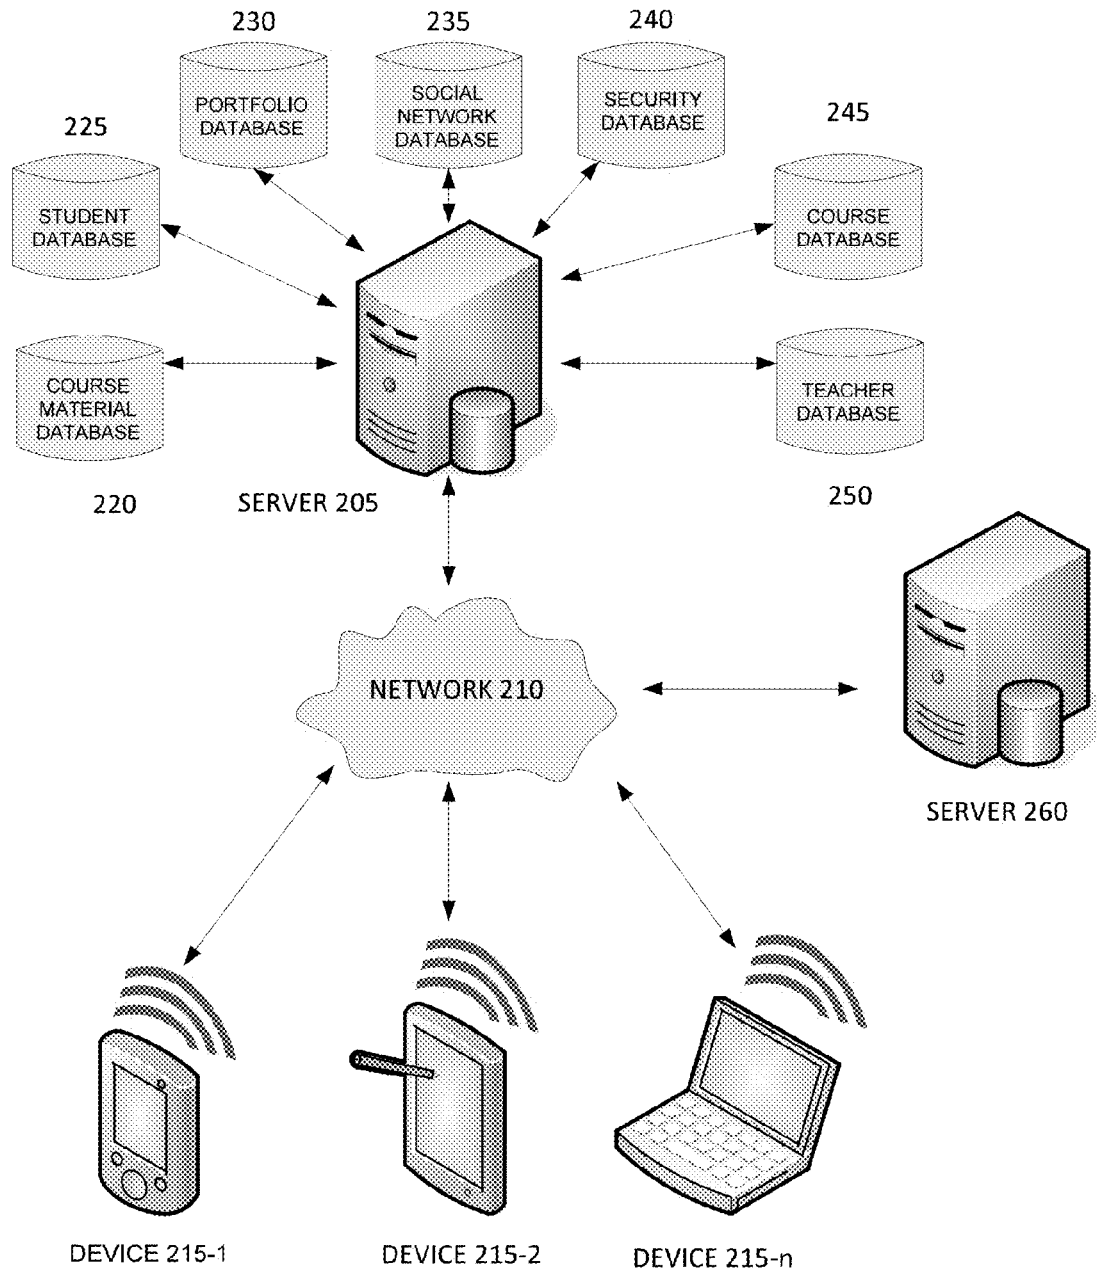 230
235
240
PORTFOLIO
DATABASE
SOCIAL
NETWORK
DATABASE
SECURITY
DATABASE
225
245
STUDENT
DATABASE
COURSE
DATABASE
COURSE
MATERIAL
DATABASE
TEACHER
DATABASE
220
SERVER 205
250
NETWORK 210
SERVER 260
DEVICE 215-1
DEVICE 215-2
DEVICE 215-n